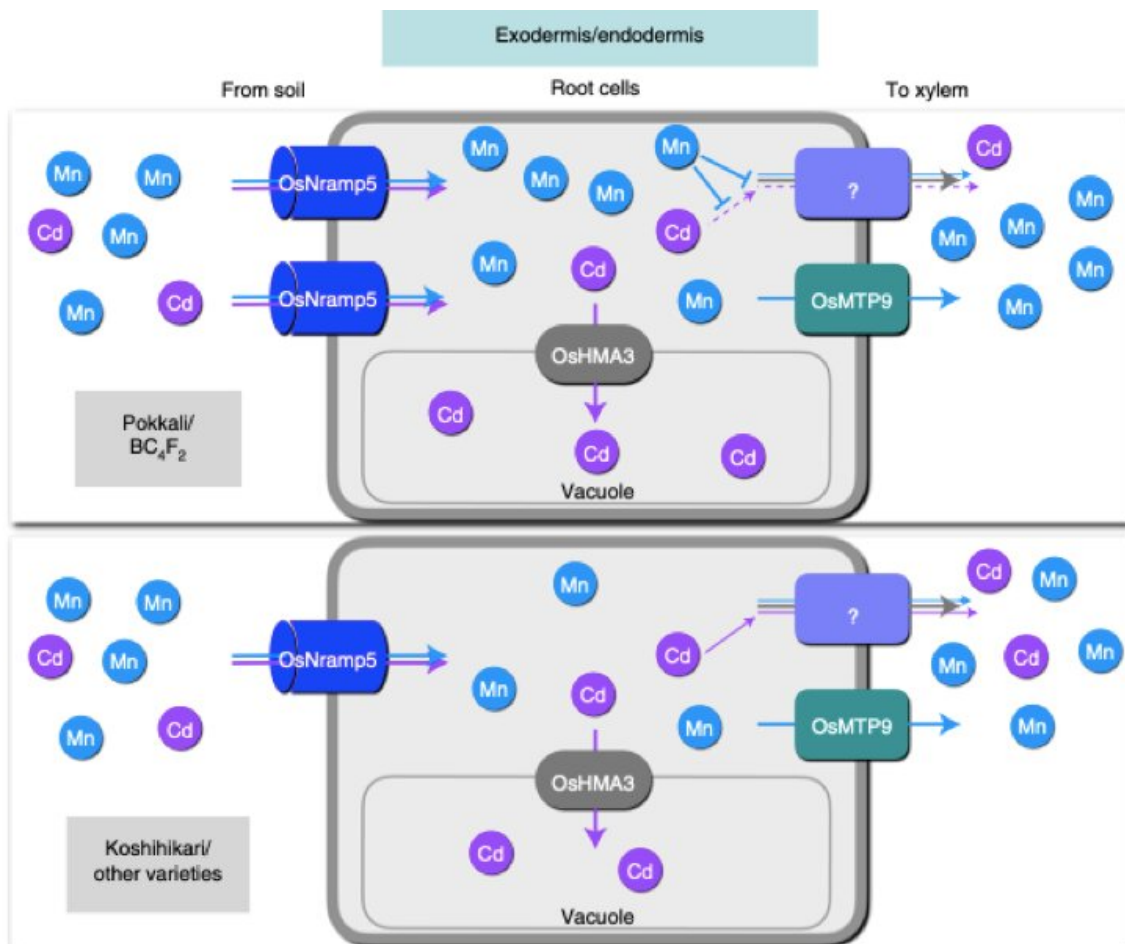 Exodermis/endodermis
From soil
Root cells
To xylem
Mn
Mn
Cd
Mn
Mn
Cd
OsNramp5
OsNramp5
Mn
Mn
Mn
Mn
Mn
Cd
Cd
Mn
OsHMA3
Cd
Cd
Cd
Vacuole
?
OsMTP9
Cd
Mn
Mn
Mn
Mn
Mn
Pokkali/
BC4F2
Mn
Mn
Cd
Mn
Mn
Cd
OsNramp5
Mn
Mn
Cd
Cd
Mn
OsHMA3
Cd
Cd
Vacuole
?
OsMTP9
Cd
Mn
Mn
Cd
Mn
Mn
Koshihikari/
other varieties